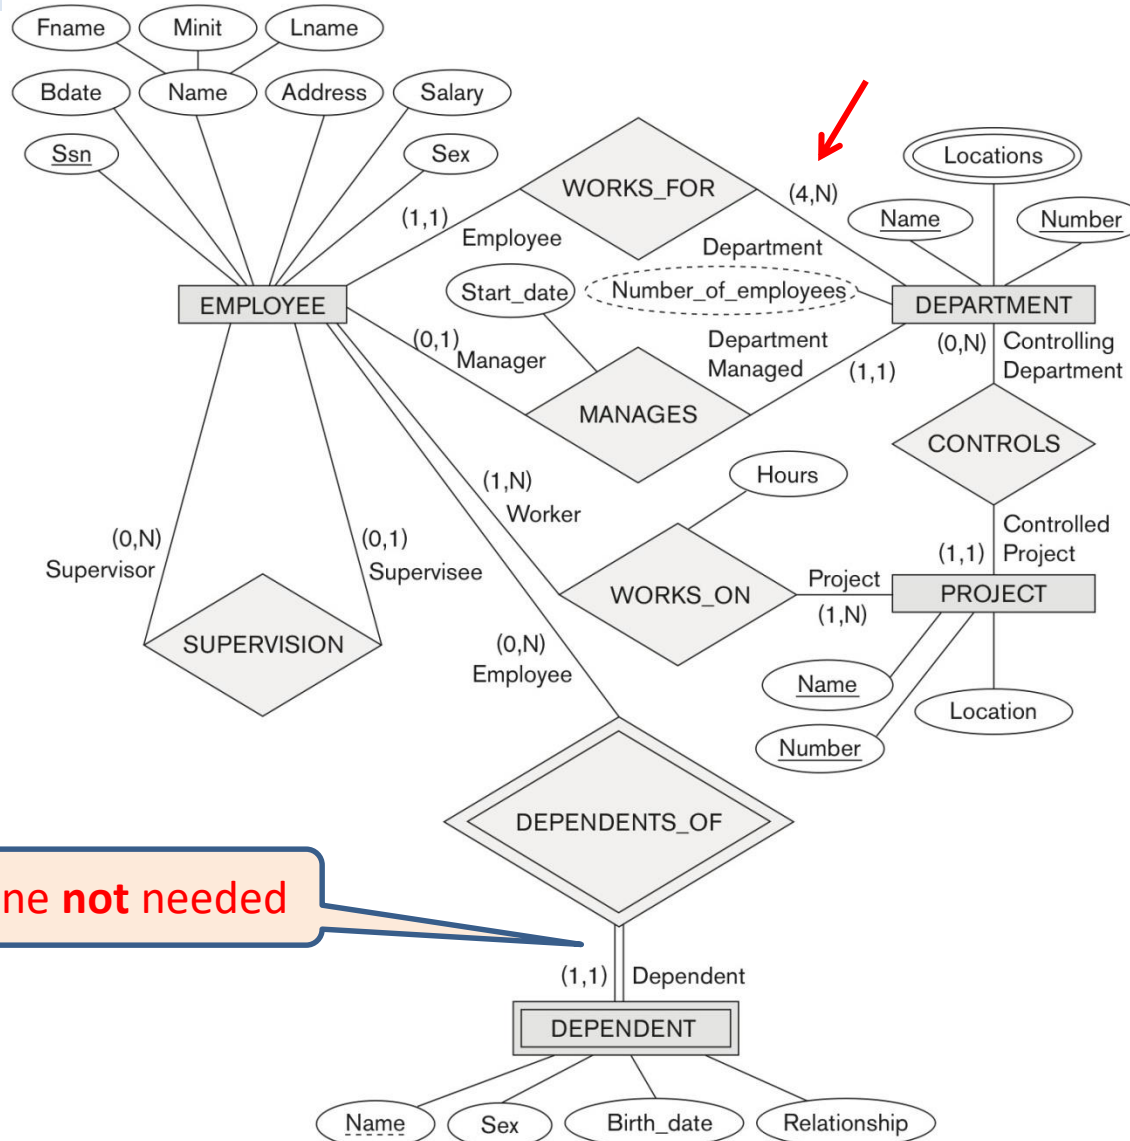 Fname
Minit
Lname
Bdate
Name
Address
Salary
Ssn
Sex
WORKS_FOR
(4,N)
Locations
Name
Number
(1,1)
Employee
Department
Start_date
Number_of_employees
EMPLOYEE
DEPARTMENT
(0,1)
Manager
Department
Managed
(1,1)
(0,N)
Controlling
Department
MANAGES
CONTROLS
Hours
(1,N)
Worker
(0,N)
Supervisor
(0,1)
Supervisee
Controlled
Project
(1,1)
WORKS_ON
Project
(1,N)
PROJECT
SUPERVISION
(0,N)
Employee
Name
Location
Number
DEPENDENTS_OF
ne not needed
(1,1)
Dependent
DEPENDENT
Name
Sex
Birth_date
Relationship